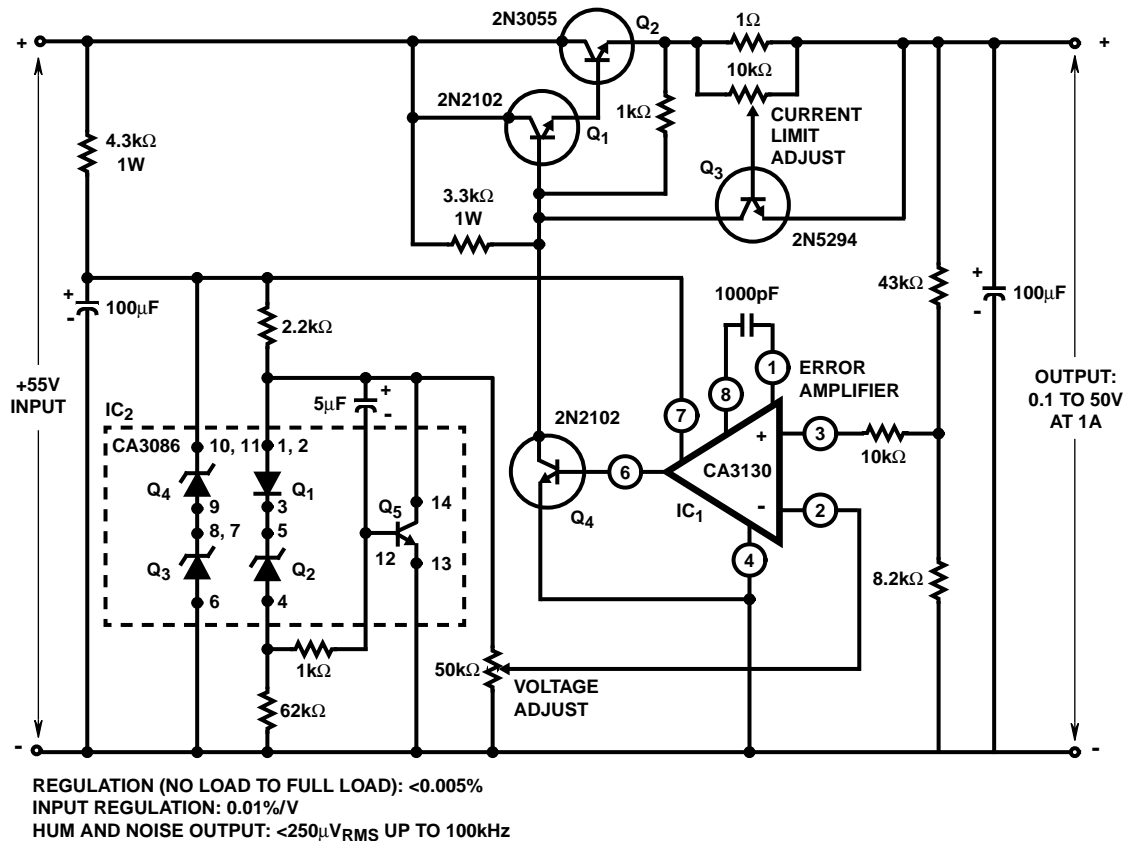 2N3055
Q2
1Ω
+
+
10kΩ
2N2102
Q1
1kΩ
CURRENT
LIMIT
ADJUST
4.3kΩ
1W
Q3
3.3kΩ
1W
2N5294
+
-
100μF
2.2kΩ
1000pF
43kΩ
+
-
100μF
+55V
INPUT
5μF
+
-
8
1
ERROR
AMPLIFIER
OUTPUT:
0.1 TO 50V
AT 1A
IC2
CA3086
10, 11
1, 2
2N2102
7
+
3
10kΩ
Q4
Q1
14
6
CA3130
9
3
Q5
8, 7
5
12
13
Q4
IC1
-
2
Q3
Q2
4
8.2kΩ
6
4
1kΩ
50kΩ
VOLTAGE
ADJUST
62kΩ
-
-
REGULATION (NO LOAD TO FULL LOAD): <0.005%
INPUT REGULATION: 0.01%/V
HUM AND NOISE OUTPUT: <250μVRMS UP TO 100kHz